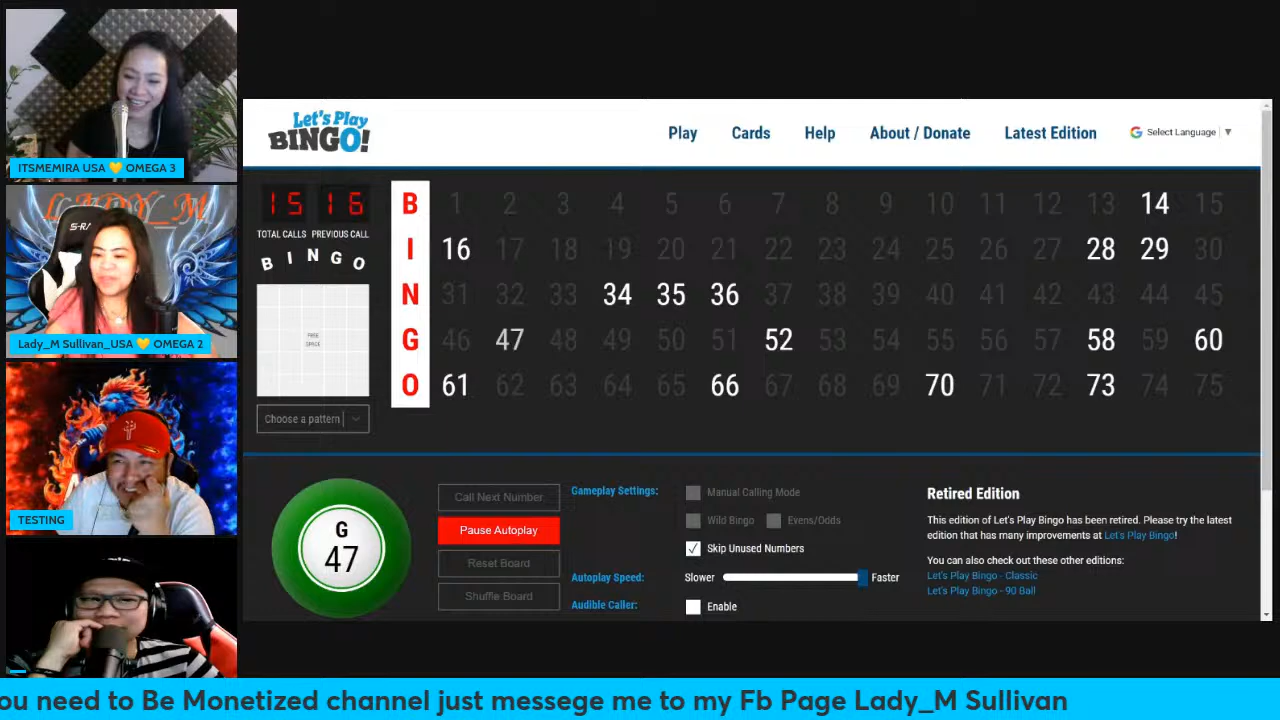 ITSMEMIRA USA 💛 OMEGA 3
LADY_M
S-RA
Lady_M Sullivan_USA 💛 OMEGA 2
TESTING
Let's Play
BINGO!
Play Cards Help About / Donate Latest Edition Select Language ▼
15 16
TOTAL CALLS PREVIOUS CALL
B I N G O
FREE
SPACE
Choose a pattern
B 1 2 3 4 5 6 7 8 9 10 11 12 13 14 15
I 16 17 18 19 20 21 22 23 24 25 26 27 28 29 30
N 31 32 33 34 35 36 37 38 39 40 41 42 43 44 45
G 46 47 48 49 50 51 52 53 54 55 56 57 58 59 60
O 61 62 63 64 65 66 67 68 69 70 71 72 73 74 75
G
47
Call Next Number
Pause Autoplay
Reset Board
Shuffle Board
Gameplay Settings:
Manual Calling Mode
Wild Bingo Evens/Odds
Skip Unused Numbers
Autoplay Speed: Slower Faster
Audible Caller: Enable
Retired Edition
This edition of Let's Play Bingo has been retired. Please try the latest
edition that has many improvements at Let's Play Bingo!
You can also check out these other editions:
Let's Play Bingo - Classic
Let's Play Bingo - 90 Ball
ou need to Be Monetized channel just messege me to my Fb Page Lady_M Sullivan